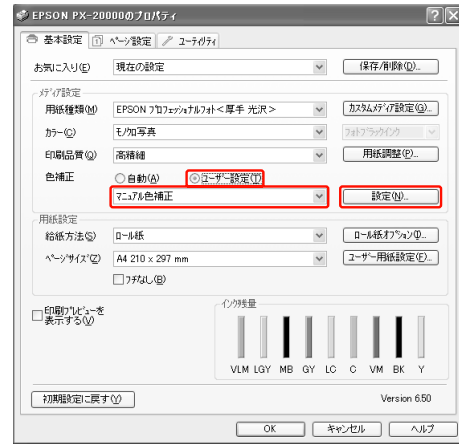 EPSON PX-20000のプロパティ
基本設定 ページ設定 ユーティリティ
お気に入り(E) 現在の設定 保存/削除(D)...
メディア設定
用紙種類(M) EPSON プロフェッショナルフォト<厚手 光沢> カスタムメディア設定(G)...
カラー(C) モノクロ写真 フォトブラックインク
印刷品質(Q) 高精細 用紙調整(P)...
色補正 自動(A) ユーザー設定(T)
マニュアル色補正 設定(N)...
用紙設定
給紙方法(S) ロール紙 ロール紙オプション(I)...
ページサイズ(Z) A4 210 x 297 mm ユーザー用紙設定(F)...
フチなし(B)
印刷プレビューを
表示する(V)
インク残量
VLM LGY MB GY LC C VM BK Y
初期設定に戻す(Y) Version 6.50
OK キャンセル ヘルプ